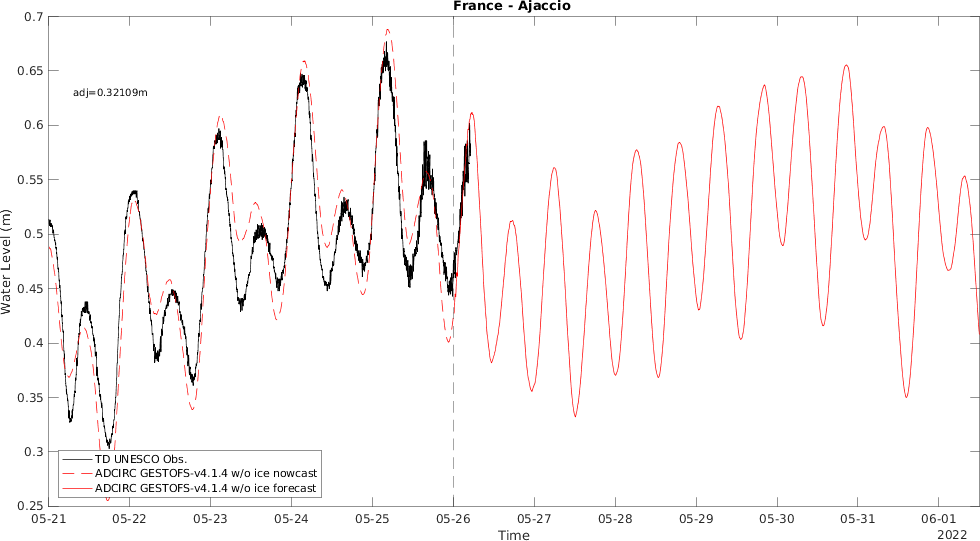 France - Ajaccio
0.7
0.65
adj=0.32109m
0.6
0.55
0.5
Water Level (m)
0.45
0.4
0.35
0.3
0.25
TD UNESCO Obs.
ADCIRC GESTOFS-v4.1.4 w/o ice nowcast
ADCIRC GESTOFS-v4.1.4 w/o ice forecast
05-21 05-22 05-23 05-24 05-25 05-26 05-27 05-28 05-29 05-30 05-31 06-01
Time
2022